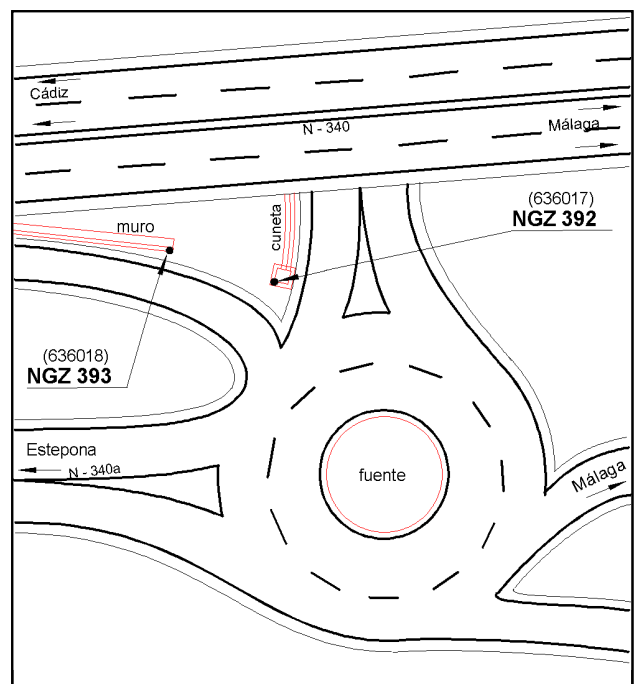 Cádiz
N - 340
Málaga
(636017)
NGZ 392
muro
cuneta
(636018)
NGZ 393
Estepona
N - 340a
fuente
Málaga